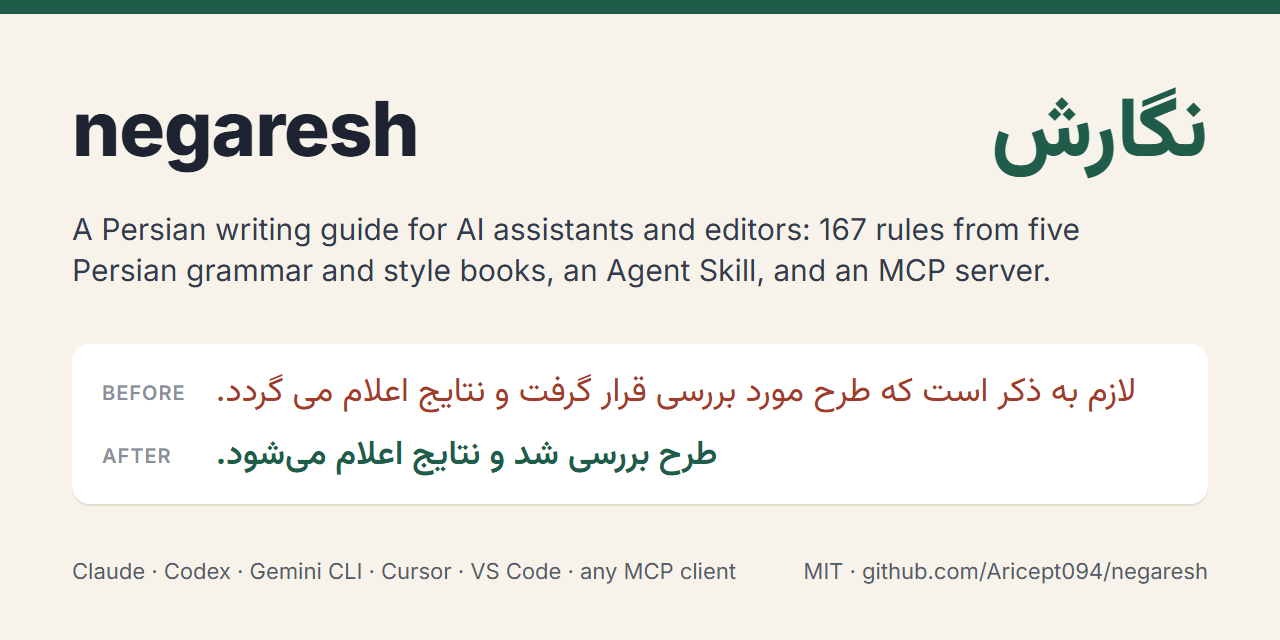 negaresh
نگارش
A Persian writing guide for AI assistants and editors: 167 rules from five
Persian grammar and style books, an Agent Skill, and an MCP server.
BEFORE لازم به ذکر است که طرح مورد بررسی قرار گرفت و نتایج اعلام می گردد.
AFTER طرح بررسی شد و نتایج اعلام می‌شود.
Claude · Codex · Gemini CLI · Cursor · VS Code · any MCP client
MIT · github.com/Aricept094/negaresh